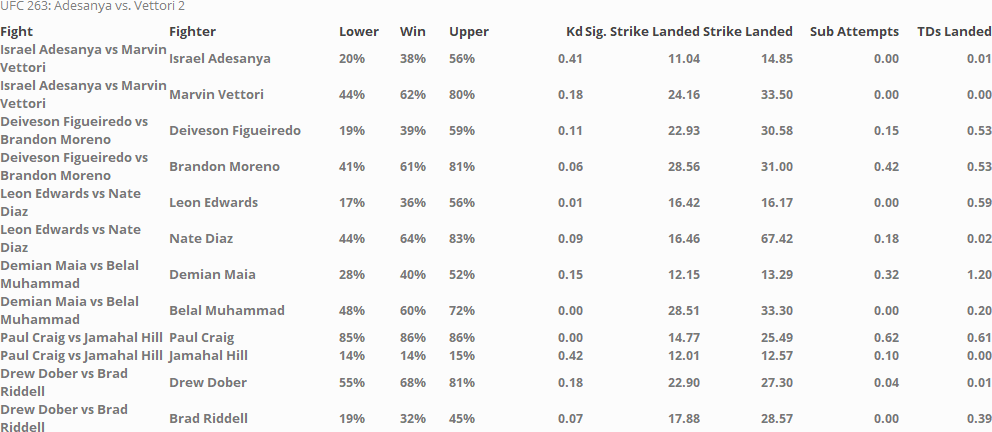 UFC 263: Adesanya vs. Vettori 2
Fight Fighter Lower Win Upper Kd Sig. Strike Landed Strike Landed Sub Attempts TDs Landed
Israel Adesanya vs Marvin
Vettori Israel Adesanya 20% 38% 56% 0.41 11.04 14.85 0.00 0.01
Israel Adesanya vs Marvin
Vettori Marvin Vettori 44% 62% 80% 0.18 24.16 33.50 0.00 0.00
Deiveson Figueiredo vs
Brandon Moreno Deiveson Figueiredo 19% 39% 59% 0.11 22.93 30.58 0.15 0.53
Deiveson Figueiredo vs
Brandon Moreno Brandon Moreno 41% 61% 81% 0.06 28.56 31.00 0.42 0.53
Leon Edwards vs Nate
Diaz Leon Edwards 17% 36% 56% 0.01 16.42 16.17 0.00 0.59
Leon Edwards vs Nate
Diaz Nate Diaz 44% 64% 83% 0.09 16.46 67.42 0.18 0.02
Demian Maia vs Belal
Muhammad Demian Maia 28% 40% 52% 0.15 12.15 13.29 0.32 1.20
Demian Maia vs Belal
Muhammad Belal Muhammad 48% 60% 72% 0.00 28.51 33.30 0.00 0.20
Paul Craig vs Jamahal Hill Paul Craig 85% 86% 86% 0.00 14.77 25.49 0.62 0.61
Paul Craig vs Jamahal Hill Jamahal Hill 14% 14% 15% 0.42 12.01 12.57 0.10 0.00
Drew Dober vs Brad
Riddell Drew Dober 55% 68% 81% 0.18 22.90 27.30 0.04 0.01
Drew Dober vs Brad
Riddell Brad Riddell 19% 32% 45% 0.07 17.88 28.57 0.00 0.39